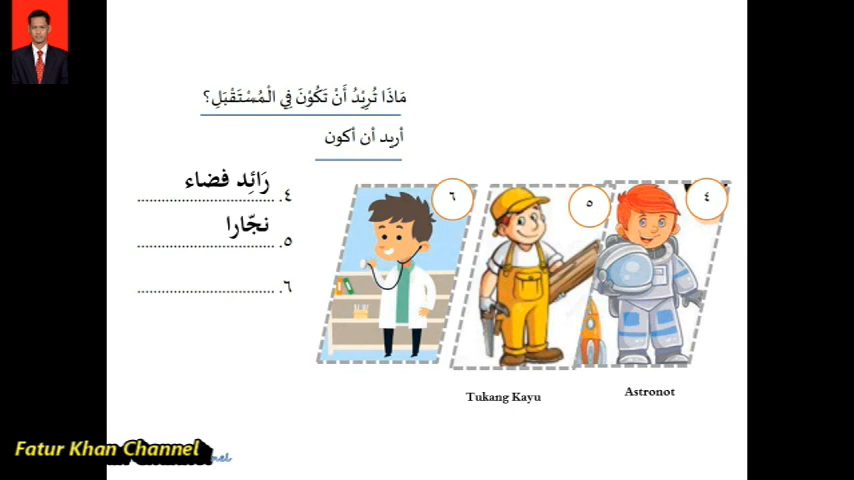 مَاذَا تُرِيْدُ أَنْ تَكُوْنَ فِي الْمُسْتَقْبَلِ؟
أريد أن أكون
٤. رَائِد فضاء
٥. نجّارا
٦. ..................................
٦
٥
٤
Tukang Kayu
Astronot
Fatur Khan Channel